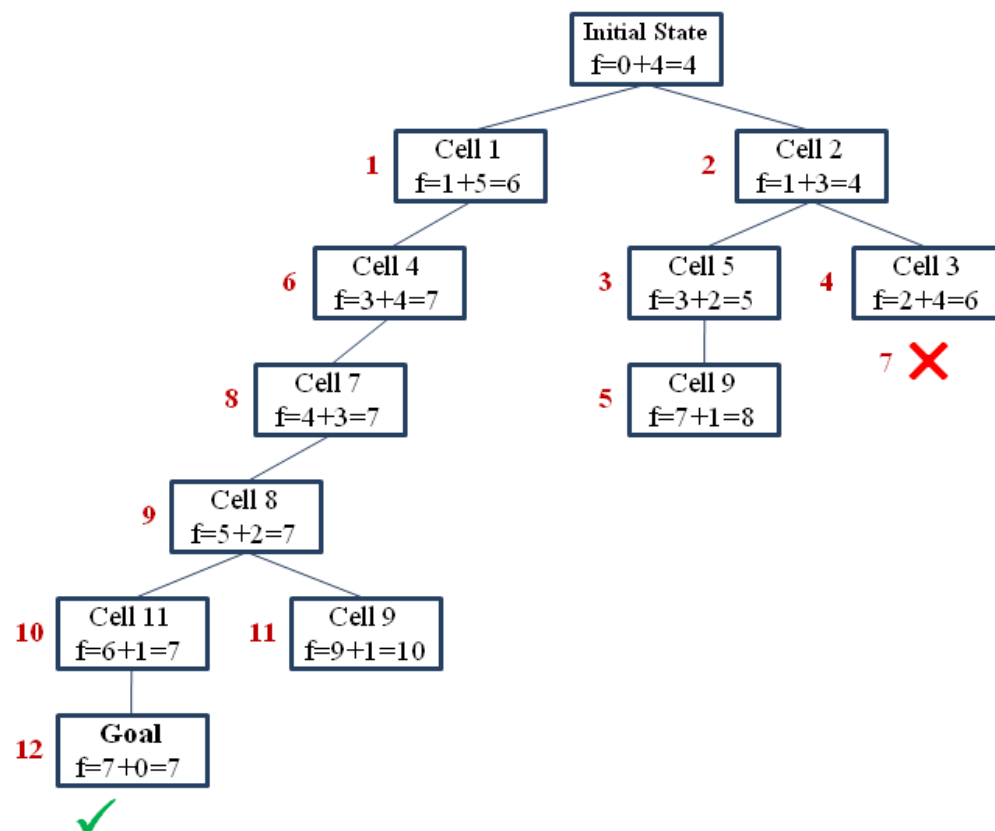 Initial State
f=0+4=4
1
Cell 1
f=1+5=6
2
Cell 2
f=1+3=4
6
Cell 4
f=3+4=7
3
Cell 5
f=3+2=5
4
Cell 3
f=2+4=6
8
Cell 7
f=4+3=7
5
Cell 9
f=7+1=8
7
9
Cell 8
f=5+2=7
10
Cell 11
f=6+1=7
11
Cell 9
f=9+1=10
12
Goal
f=7+0=7